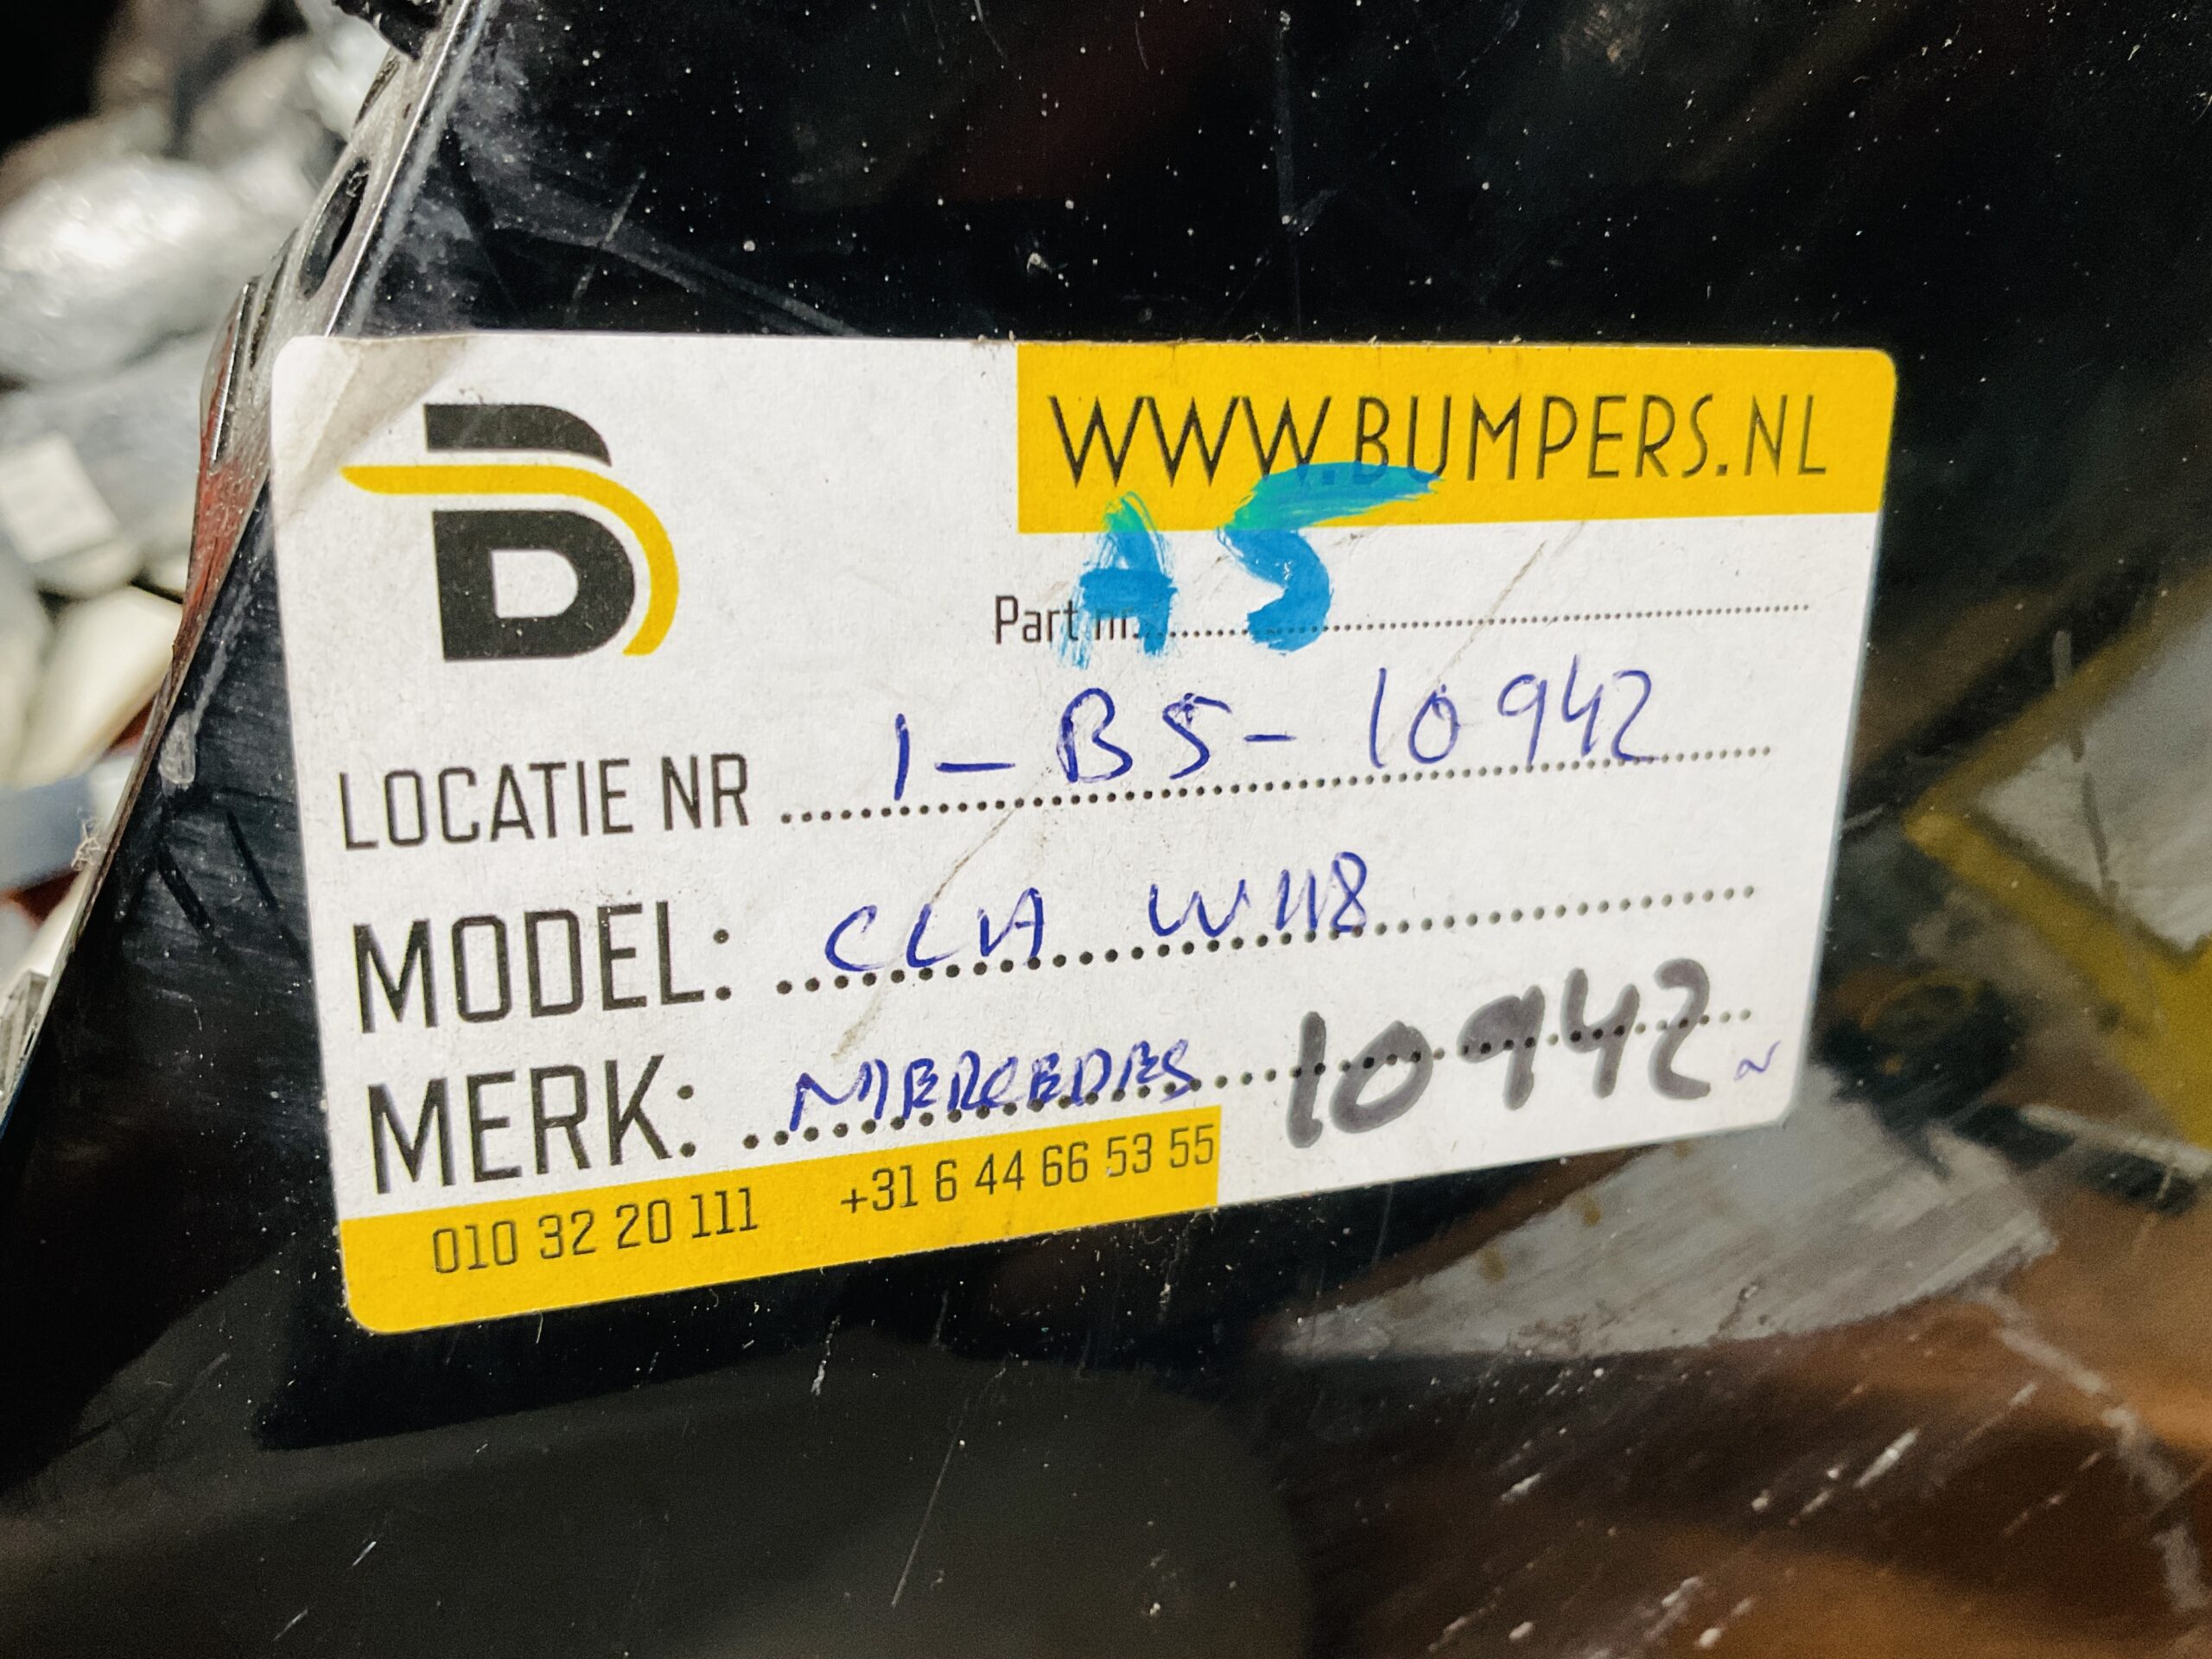 WWW.BUMPERS.NL
A5
Part nr.
LOCATIE NR 1-B5-10942
MODEL: CLA W118
MERK: MERCEDES 10942
010 32 20 111 +31 6 44 66 53 55